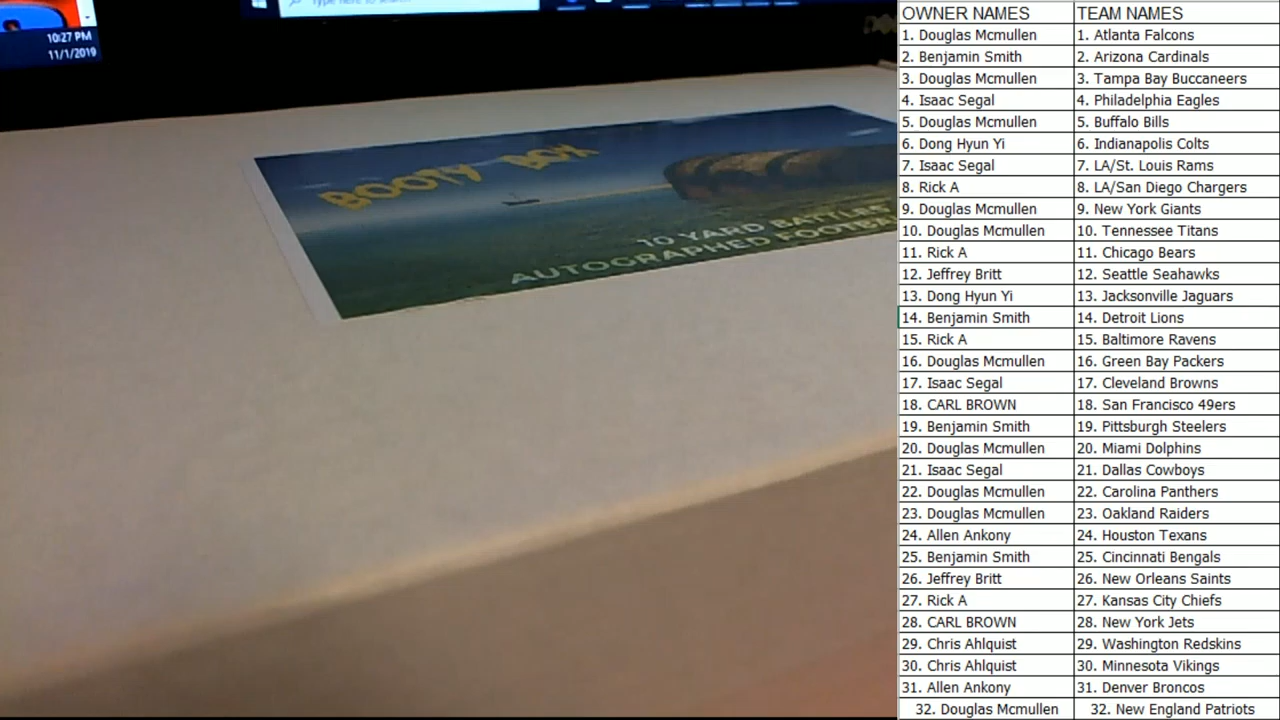 Type here to search
10:27 PM
11/1/2019
DELL
BOOTY BOX
10 YARD BATTLES
AUTOGRAPHED
OWNER NAMES TEAM NAMES
1. Douglas Mcmullen 1. Atlanta Falcons
2. Benjamin Smith 2. Arizona Cardinals
3. Douglas Mcmullen 3. Tampa Bay Buccaneers
4. Isaac Segal 4. Philadelphia Eagles
5. Douglas Mcmullen 5. Buffalo Bills
6. Dong Hyun Yi 6. Indianapolis Colts
7. Isaac Segal 7. LA/St. Louis Rams
8. Rick A 8. LA/San Diego Chargers
9. Douglas Mcmullen 9. New York Giants
10. Douglas Mcmullen 10. Tennessee Titans
11. Rick A 11. Chicago Bears
12. Jeffrey Britt 12. Seattle Seahawks
13. Dong Hyun Yi 13. Jacksonville Jaguars
14. Benjamin Smith 14. Detroit Lions
15. Rick A 15. Baltimore Ravens
16. Douglas Mcmullen 16. Green Bay Packers
17. Isaac Segal 17. Cleveland Browns
18. CARL BROWN 18. San Francisco 49ers
19. Benjamin Smith 19. Pittsburgh Steelers
20. Douglas Mcmullen 20. Miami Dolphins
21. Isaac Segal 21. Dallas Cowboys
22. Douglas Mcmullen 22. Carolina Panthers
23. Douglas Mcmullen 23. Oakland Raiders
24. Allen Ankony 24. Houston Texans
25. Benjamin Smith 25. Cincinnati Bengals
26. Jeffrey Britt 26. New Orleans Saints
27. Rick A 27. Kansas City Chiefs
28. CARL BROWN 28. New York Jets
29. Chris Ahlquist 29. Washington Redskins
30. Chris Ahlquist 30. Minnesota Vikings
31. Allen Ankony 31. Denver Broncos
32. Douglas Mcmullen 32. New England Patriots